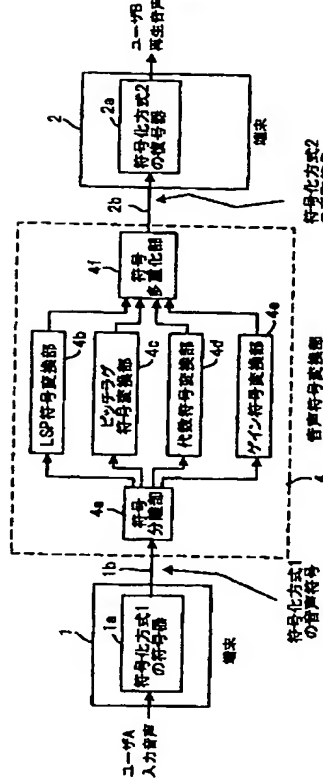 ユーザA
入力音声
1
1a
符号化方式1
の符号器
端末
1b
符号化方式1
の音声符号
4a
符号
分離部
LSP符号変換部
4b
ピッチラグ
符号変換部
4c
代数符号変換部
4d
ゲイン符号変換部
4e
符号
多重化部
4f
4
音声符号変換部
2b
符号化方式2
2
2a
符号化方式2
の復号器
端末
ユーザB
再生音声